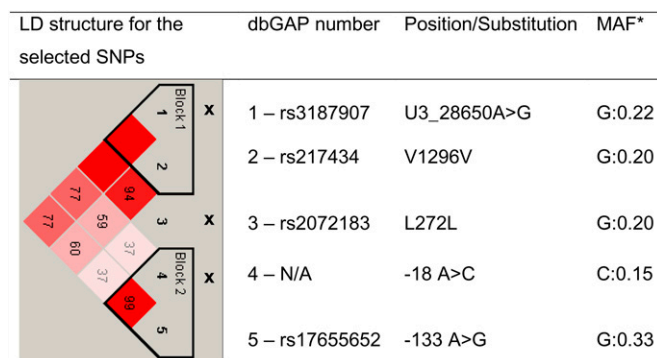 LD structure for the selected SNPs dbGAP number Position/Substitution MAF*
Block 1
1 x 1 – rs3187907 U3_28650A>G G:0.22
2 2 – rs217434 V1296V G:0.20
94
77
3 x 3 – rs2072183 L272L G:0.20
59
77
37
60
Block 2
4 x 4 – N/A -18 A>C C:0.15
37
99
5 5 – rs17655652 -133 A>G G:0.33